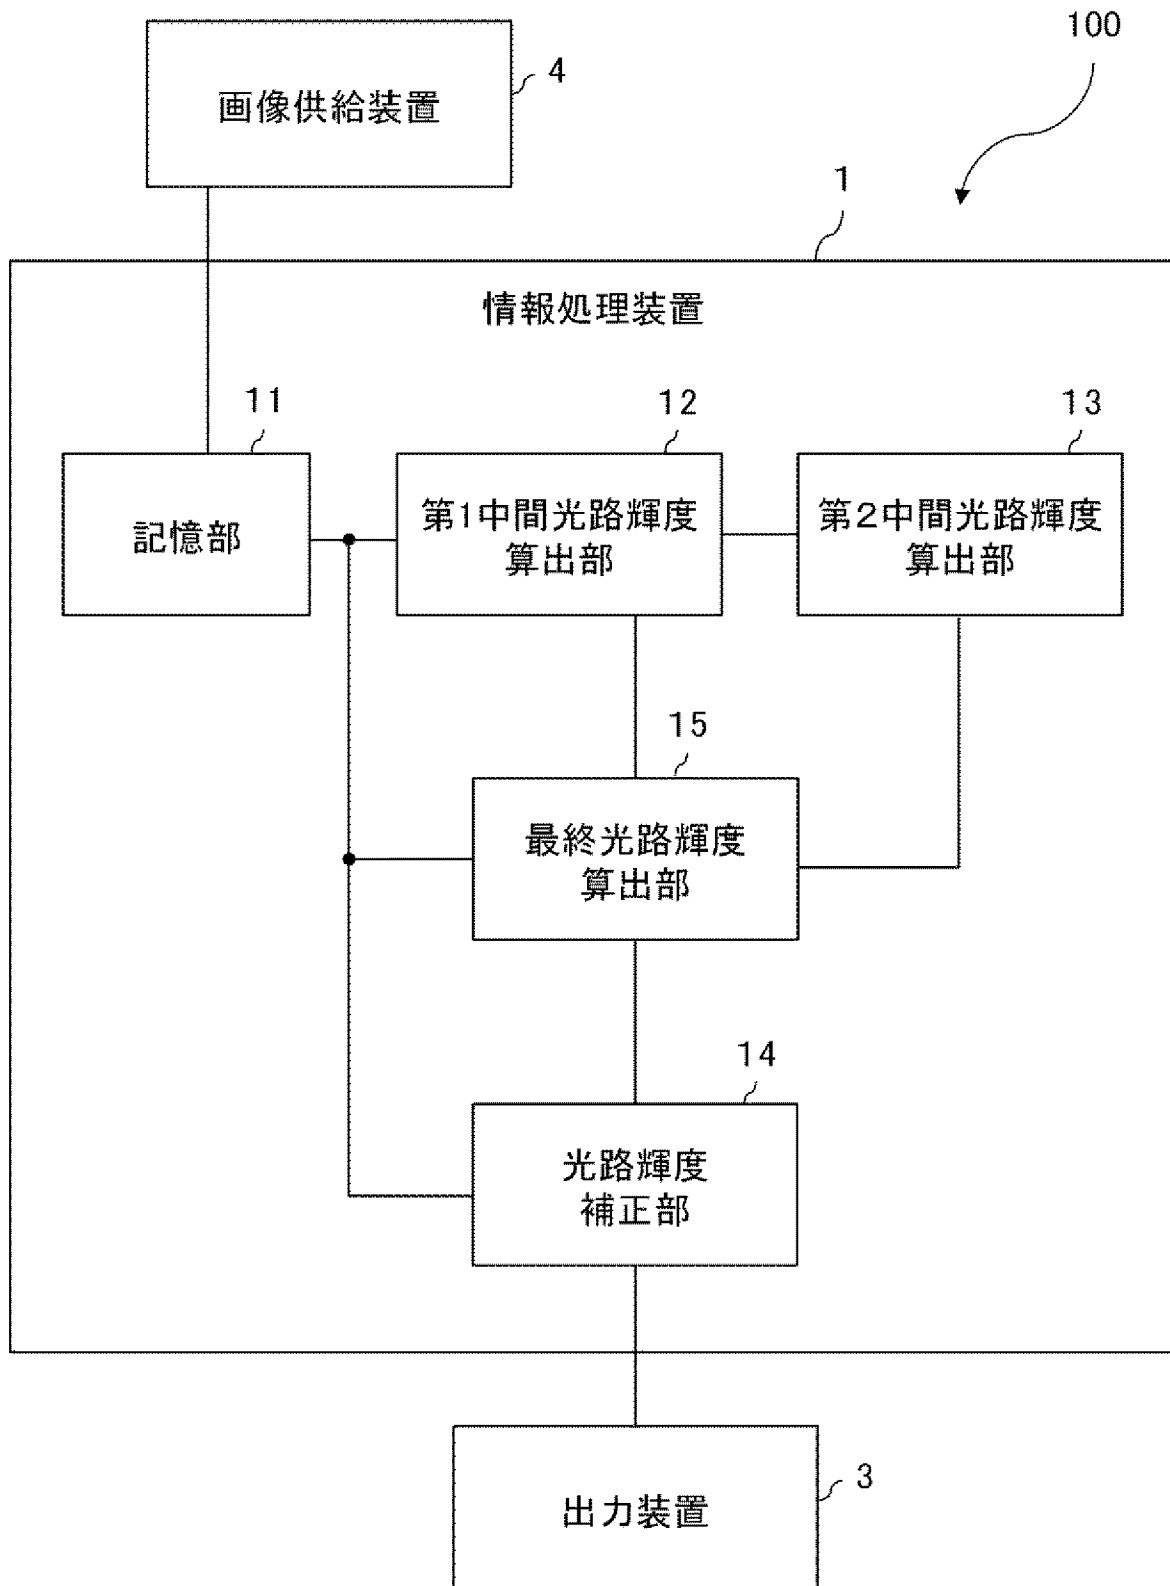 100
4
画像供給装置
1
情報処理装置
11
12
13
記憶部
第1中間光路輝度
算出部
第2中間光路輝度
算出部
15
最終光路輝度
算出部
14
光路輝度
補正部
3
出力装置